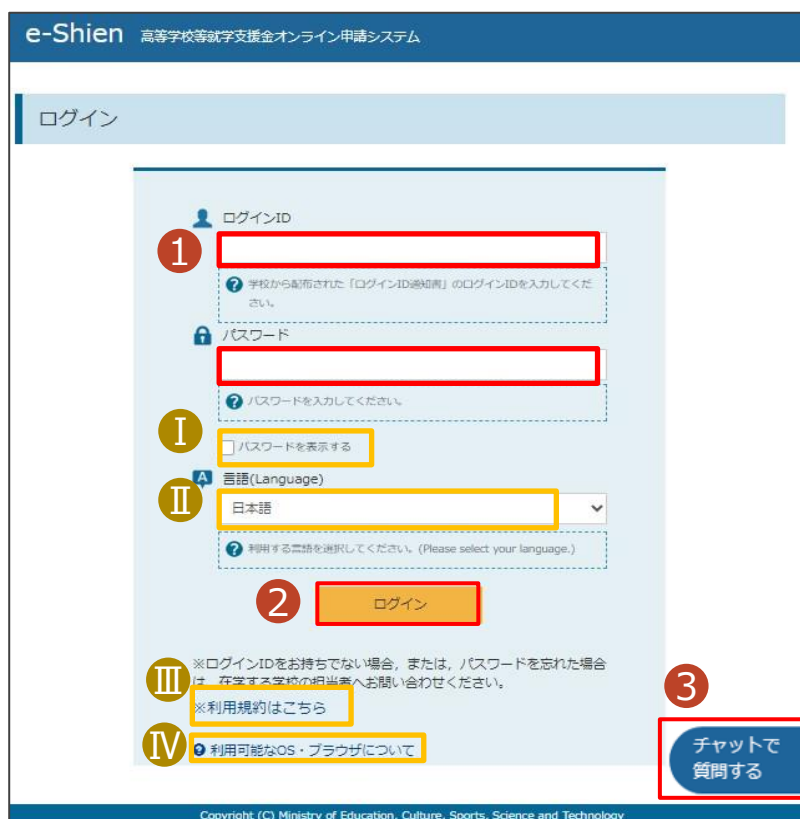 e-Shien 高等学校等就学支援金オンライン申請システム
ログイン
ログインID
1
? 学校から配布された「ログインID通知書」のログインIDを入力してくだ
さい。
パスワード
? パスワードを入力してください。
Ⅰ
パスワードを表示する
A 言語(Language)
Ⅱ
日本語
? 利用する言語を選択してください。(Please select your language.)
2
ログイン
※ログインIDをお持ちでない場合，または，パスワードを忘れた場合
は，在学する学校の担当者へお問い合わせください。
Ⅲ
※利用規約はこちら
3
Ⅳ
? 利用可能なOS・ブラウザについて
チャットで
質問する
Copyright (C) Ministry of Education, Culture, Sports, Science and Technology